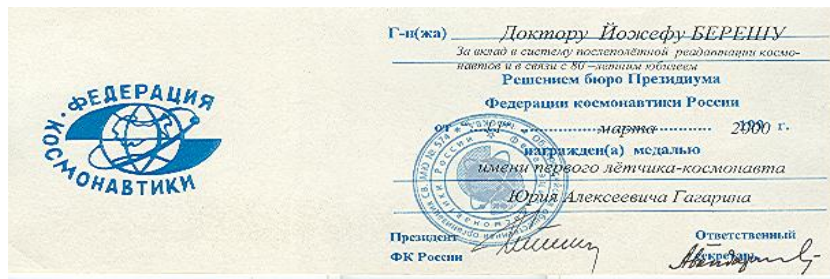 ФЕДЕРАЦИЯ
КОСМОНАВТИКИ
Г-н(жа) Доктору Йожефу БЕРЕШУ
За вклад в систему послеполётной реадаптации космо-
навтов и в связи с 80 –летним юбилеем
Решением бюро Президиума
Федерации космонавтики России
от марта 2000 г.
награжден(а) медалью
имени первого лётчика-космонавта
Юрия Алексеевича Гагарина
Президент
ФК России
Ответственный
секретарь